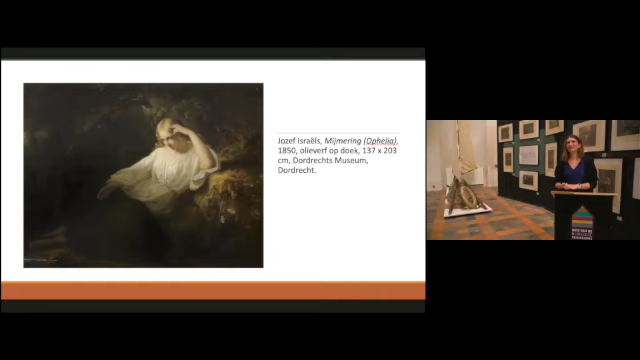 Jozef Israëls, Mijmering (Ophelia),
1850, olieverf op doek, 137 x 203
cm, Dordrechts Museum,
Dordrecht.